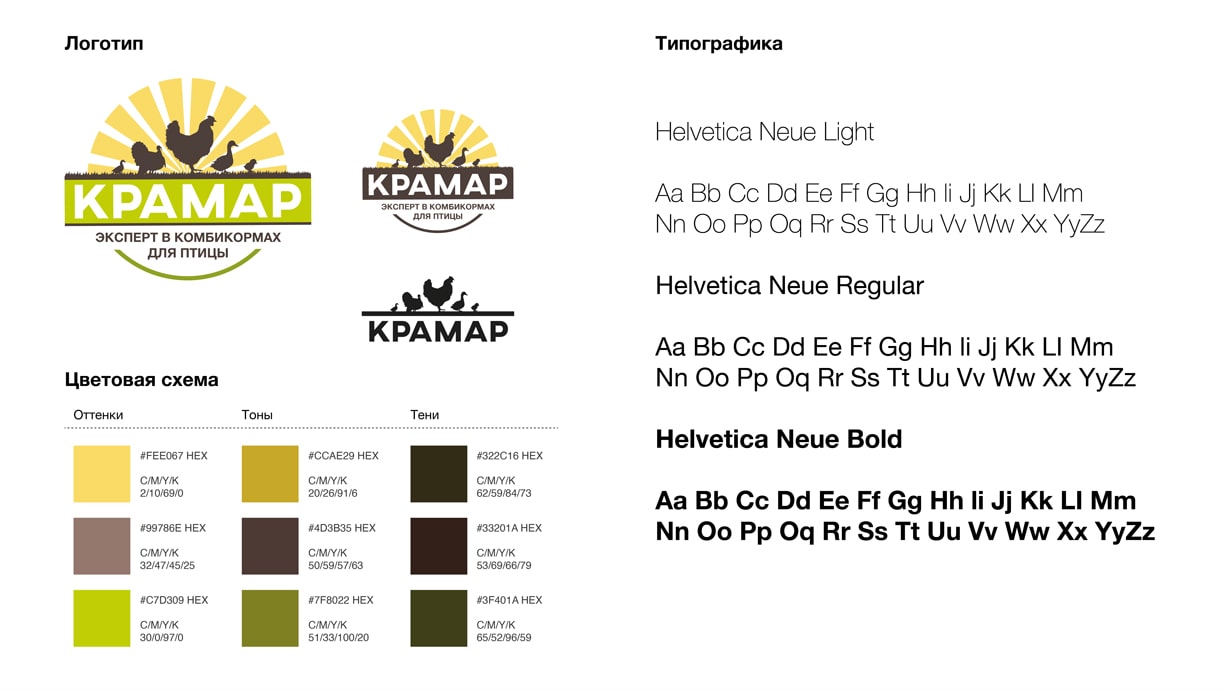 Логотип
КРАМАР
ЭКСПЕРТ В КОМБИКОРМАХ
ДЛЯ ПТИЦЫ
КРАМАР
ЭКСПЕРТ В КОМБИКОРМАХ
ДЛЯ ПТИЦЫ
КРАМАР
Цветовая схема
Оттенки
Тоны
Тени
#FEE067 HEX
C/M/Y/K
2/10/69/0
#CCAE29 HEX
C/M/Y/K
20/26/91/6
#322C16 HEX
C/M/Y/K
62/59/84/73
#99786E HEX
C/M/Y/K
32/47/45/25
#4D3B35 HEX
C/M/Y/K
50/59/57/63
#33201A HEX
C/M/Y/K
53/69/66/79
#C7D309 HEX
C/M/Y/K
30/0/97/0
#7F8022 HEX
C/M/Y/K
51/33/100/20
#3F401A HEX
C/M/Y/K
65/52/96/59
Типографика
Helvetica Neue Light
Aa Bb Cc Dd Ee Ff Gg Hh Ii Jj Kk Ll Mm
Nn Oo Pp Oq Rr Ss Tt Uu Vv Ww Xx YyZz
Helvetica Neue Regular
Aa Bb Cc Dd Ee Ff Gg Hh Ii Jj Kk Ll Mm
Nn Oo Pp Oq Rr Ss Tt Uu Vv Ww Xx YyZz
Helvetica Neue Bold
Aa Bb Cc Dd Ee Ff Gg Hh Ii Jj Kk Ll Mm
Nn Oo Pp Oq Rr Ss Tt Uu Vv Ww Xx YyZz